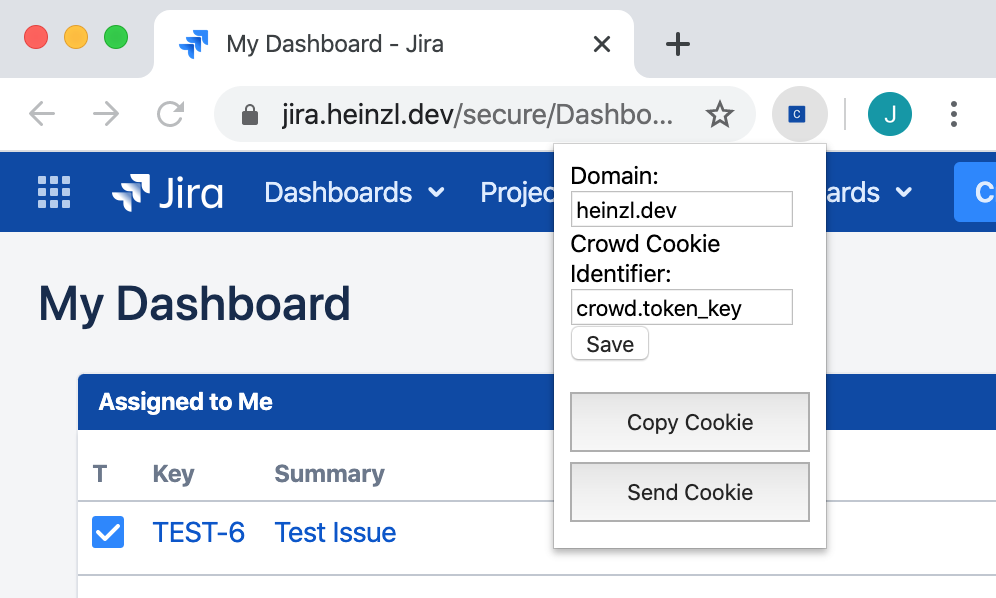 My Dashboard - Jira
jira.heinzl.dev/secure/Dashbo...
C
J
Jira
Dashboards
Projec
ards
C
Domain:
heinzl.dev
Crowd Cookie
Identifier:
crowd.token_key
Save
Copy Cookie
Send Cookie
My Dashboard
Assigned to Me
T Key Summary
TEST-6 Test Issue